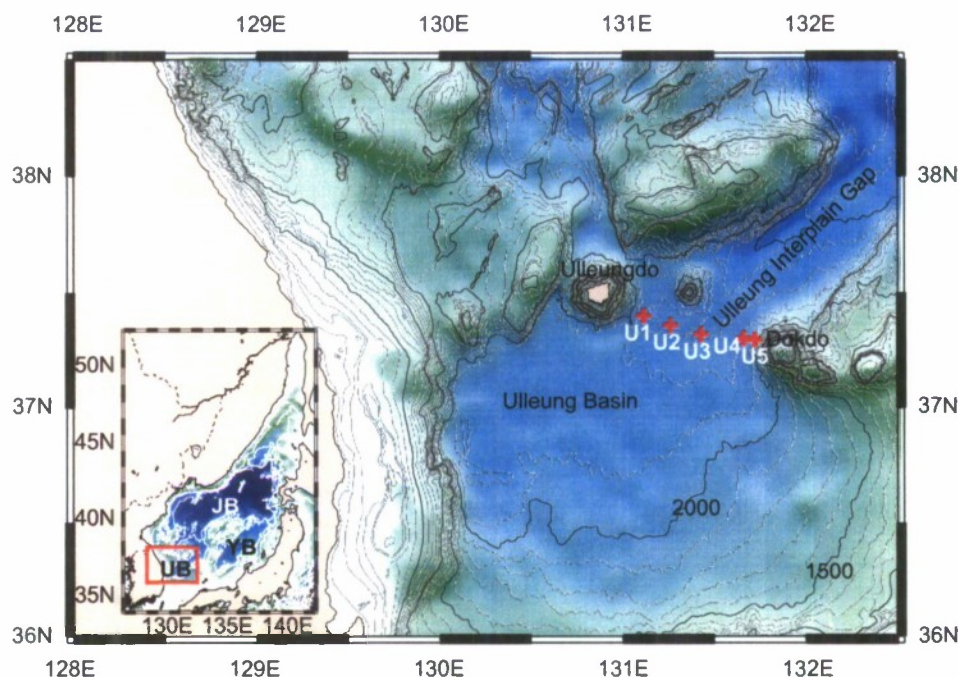 128E 129E 130E 131E 132E
38N 38N
Ulleung Interplain Gap
Ulleungdo
U1 U2 U3 U4 U5 Dokdo
50N
37N Ulleung Basin 37N
45N
2000
40N JB
YB
1500
UB
35N
130E 135E 140E
36N 36N
128E 129E 130E 131E 132E